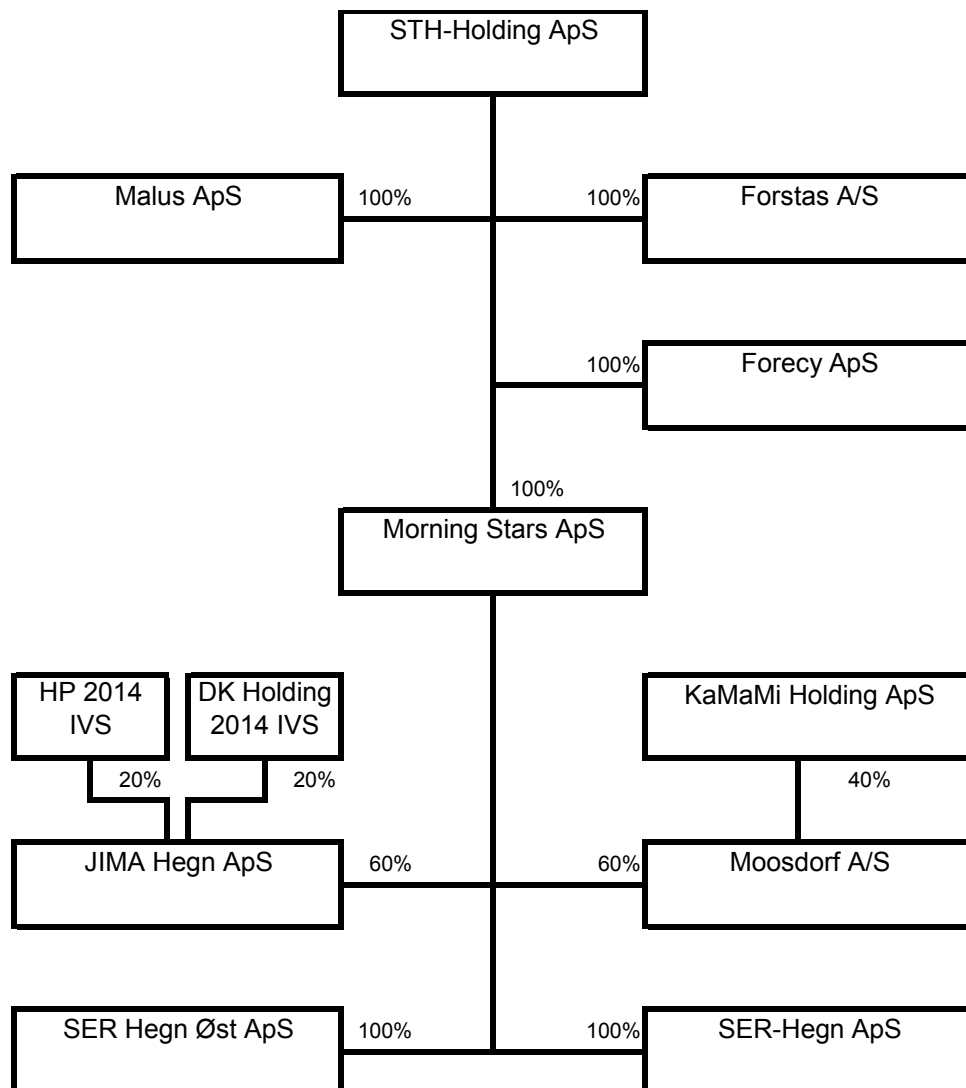 STH-Holding ApS
Malus ApS
100%
100%
Forstas A/S
100%
Forecy ApS
100%
Morning Stars ApS
HP 2014
IVS
DK Holding
2014 IVS
KaMaMi Holding ApS
20%
20%
40%
JIMA Hegn ApS
60%
60%
Moosdorf A/S
SER Hegn Øst ApS
100%
100%
SER-Hegn ApS